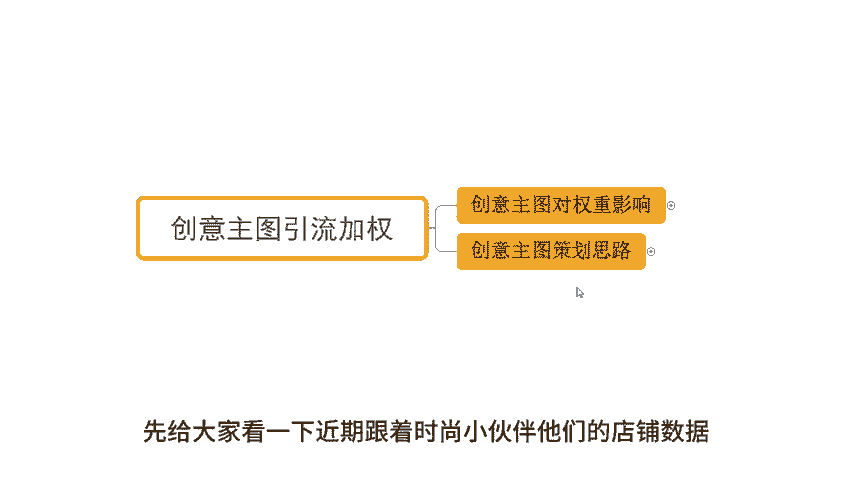 创意主图引流加权
创意主图对权重影响
创意主图策划思路
先给大家看一下近期跟着时尚小伙伴他们的店铺数据